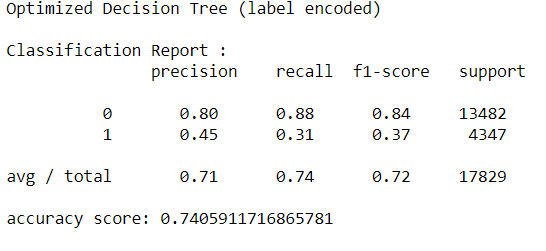 Optimized Decision Tree (label encoded)
Classification Report :
precision recall f1-score support
0 0.80 0.88 0.84 13482
1 0.45 0.31 0.37 4347
avg / total 0.71 0.74 0.72 17829
accuracy score: 0.7405911716865781